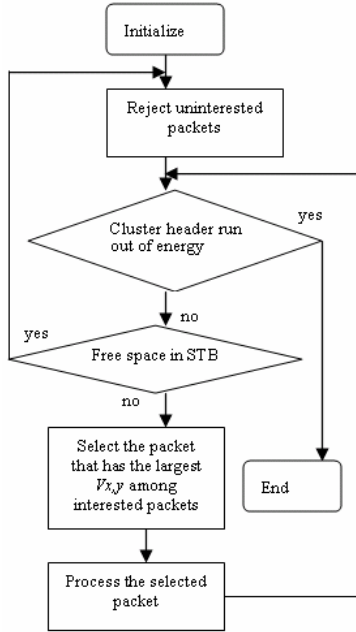 Initialize
Reject uninterested
packets
Cluster header run
out of energy
yes
no
yes
Free space in STB
no
Select the packet
that has the largest
Vx,y among
interested packets
End
Process the selected
packet